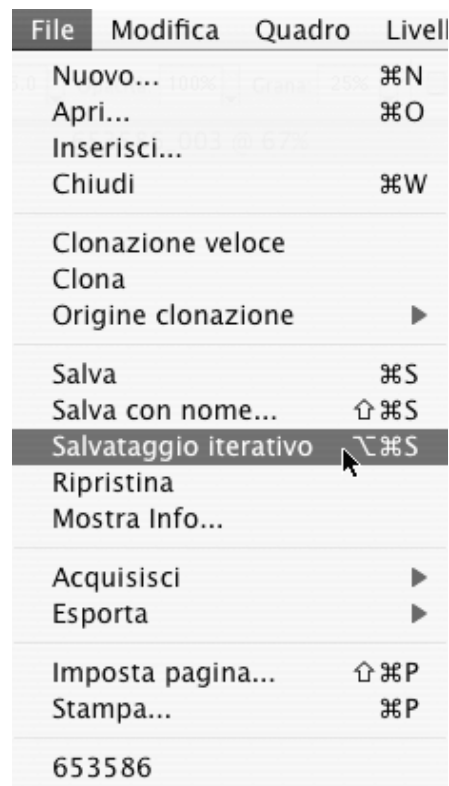 File Modifica Quadro Livell
Nuovo... ⌘N
Apri... ⌘O
Inserisci...
Chiudi ⌘W
Clonazione veloce
Clona
Origine clonazione ▶
Salva ⌘S
Salva con nome... ⇧⌘S
Salvataggio iterativo ⌥⌘S
Ripristina
Mostra Info...
Acquisisci ▶
Esporta ▶
Imposta pagina... ⇧⌘P
Stampa... ⌘P
653586